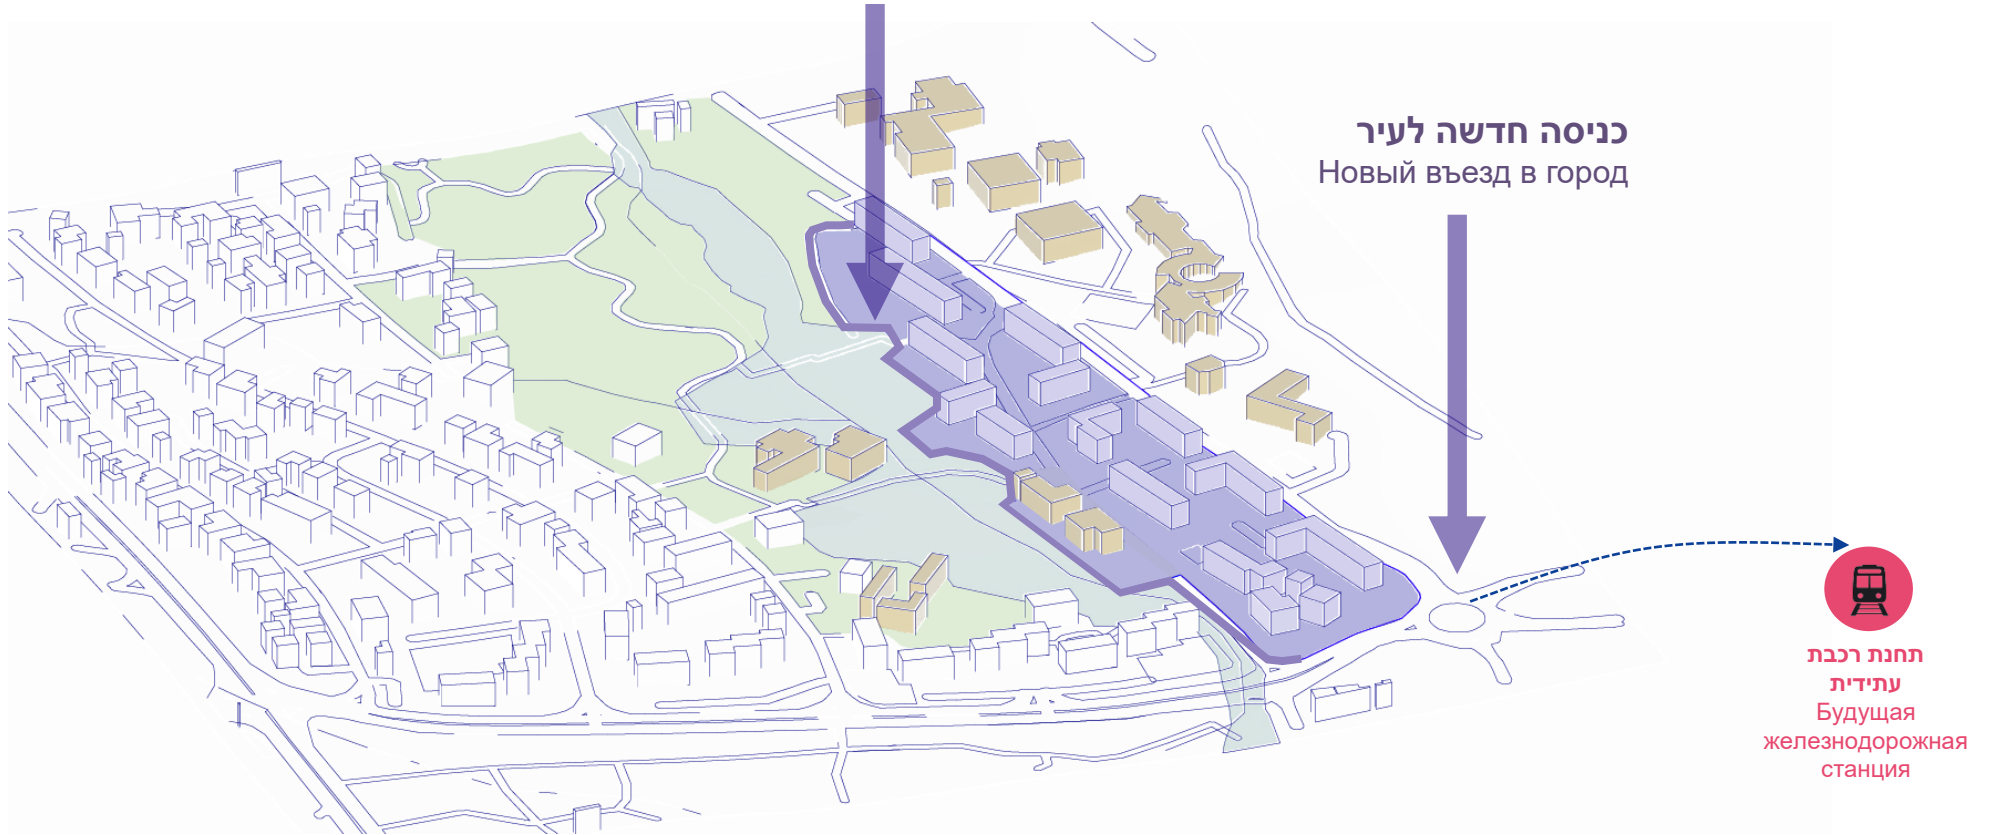 כניסה חדשה לעיר
Новый въезд в город
תחנת רכבת
עתידית
Будущая
железнодорожная
станция